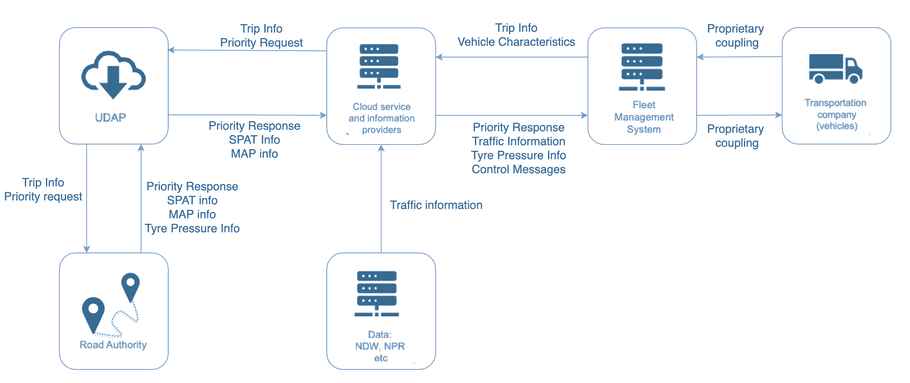 Trip Info
Priority Request
Trip Info
Vehicle Characteristics
Proprietary
coupling
UDAP
Cloud service
and information
providers
Fleet
Management
System
Transportation
company
(vehicles)
Priority Response
SPAT Info
MAP info
Priority Response
Traffic Information
Tyre Pressure Info
Control Messages
Proprietary
coupling
Trip Info
Priority request
Priority Response
SPAT info
MAP info
Tyre Pressure Info
Traffic information
Road Authority
Data:
NDW, NPR
etc